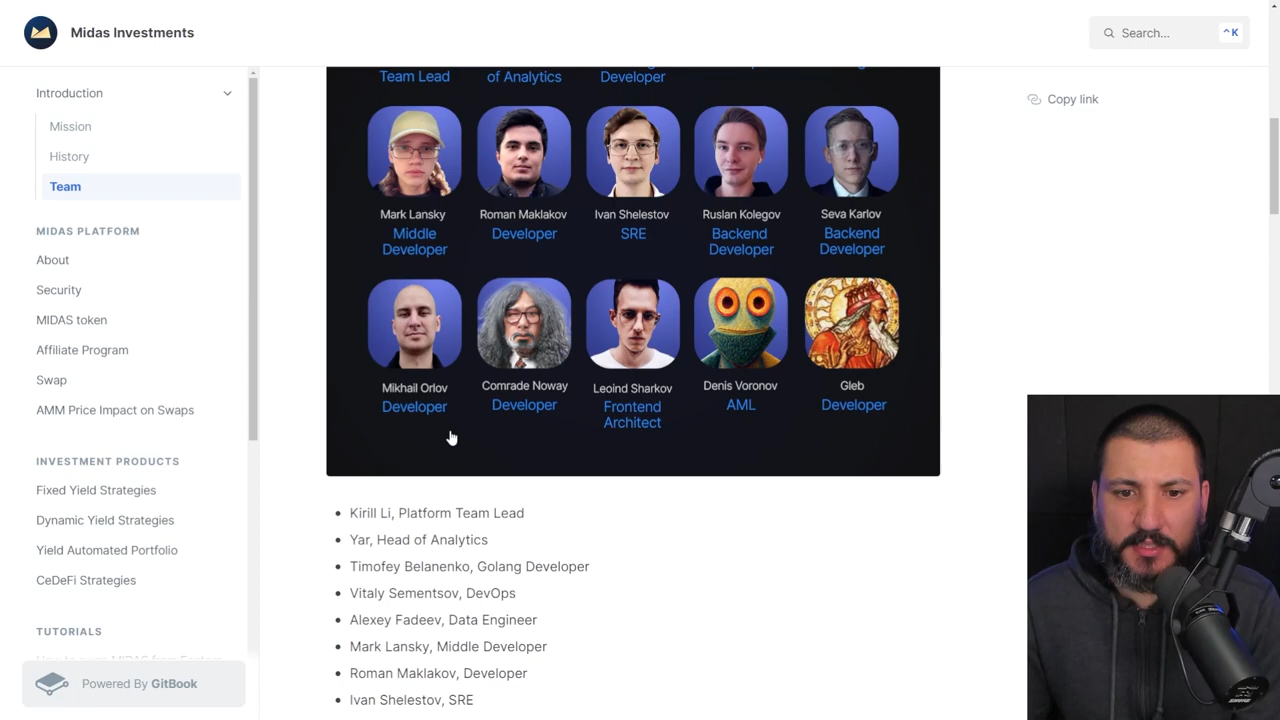 Midas Investments
Search...
^ K
Introduction
Mission
History
Team
MIDAS PLATFORM
About
Security
MIDAS token
Affiliate Program
Swap
AMM Price Impact on Swaps
INVESTMENT PRODUCTS
Fixed Yield Strategies
Dynamic Yield Strategies
Yield Automated Portfolio
CeDeFi Strategies
TUTORIALS
Powered By GitBook
Team Lead
of Analytics
Developer
Mark Lansky
Middle
Developer
Roman Maklakov
Developer
Ivan Shelestov
SRE
Ruslan Kolegov
Backend
Developer
Seva Karlov
Backend
Developer
Mikhail Orlov
Developer
Comrade Noway
Developer
Leoind Sharkov
Frontend
Architect
Denis Voronov
AML
Gleb
Developer
Kirill Li, Platform Team Lead
Yar, Head of Analytics
Timofey Belanenko, Golang Developer
Vitaly Sementsov, DevOps
Alexey Fadeev, Data Engineer
Mark Lansky, Middle Developer
Roman Maklakov, Developer
Ivan Shelestov, SRE
Copy link